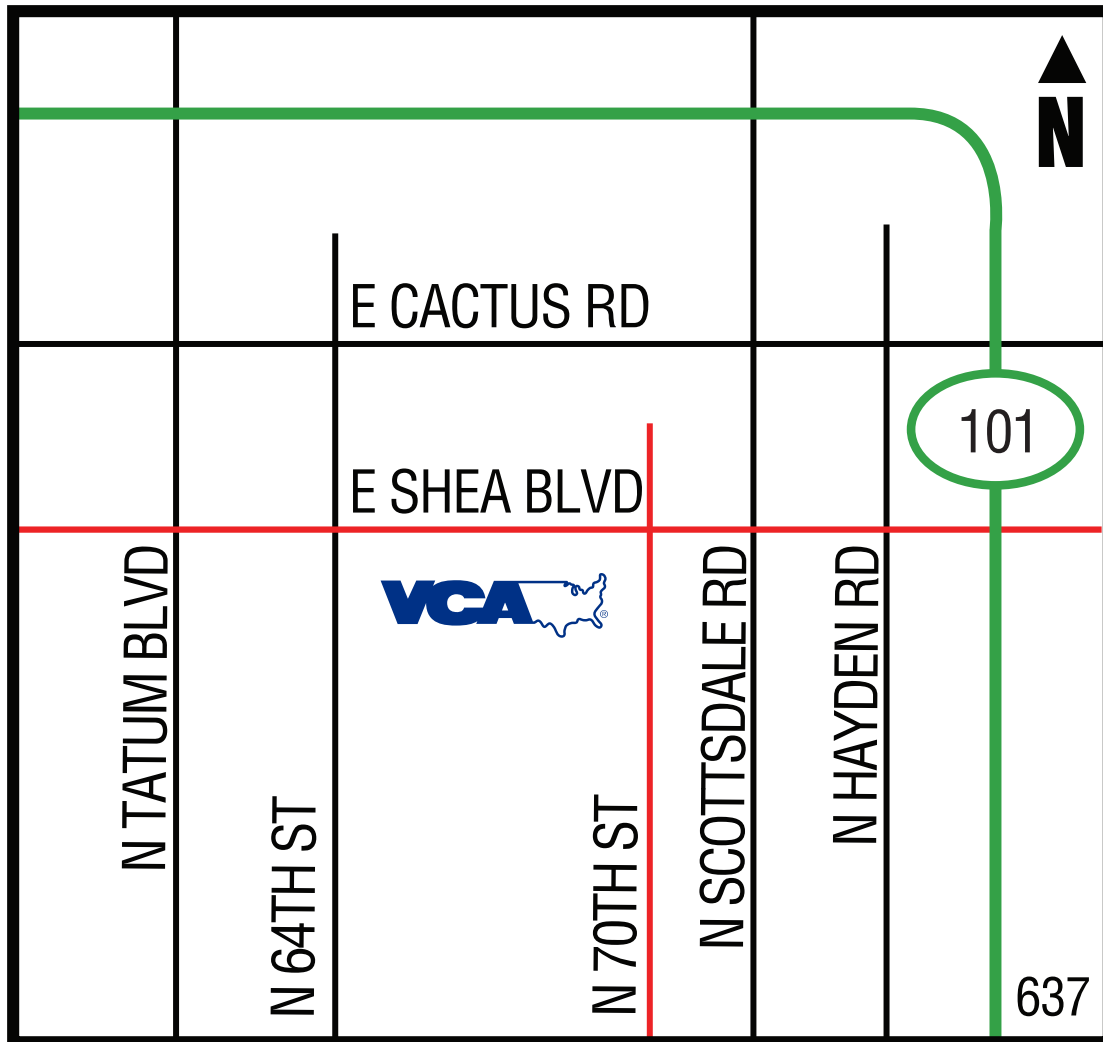 N
E CACTUS RD
101
E SHEA BLVD
VCA®
N TATUM BLVD
N 64TH ST
N 70TH ST
N SCOTTSDALE RD
N HAYDEN RD
637